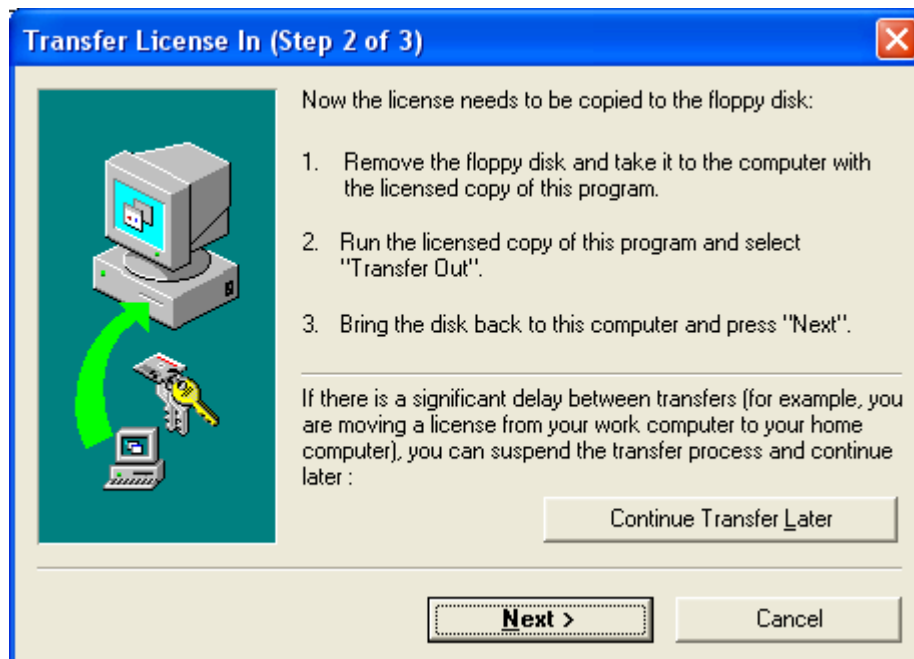 Transfer License In (Step 2 of 3)
Now the license needs to be copied to the floppy disk:
1. Remove the floppy disk and take it to the computer with
the licensed copy of this program.
2. Run the licensed copy of this program and select
"Transfer Out".
3. Bring the disk back to this computer and press "Next".
If there is a significant delay between transfers (for example, you
are moving a license from your work computer to your home
computer), you can suspend the transfer process and continue
later :
Continue Transfer Later
Next >
Cancel